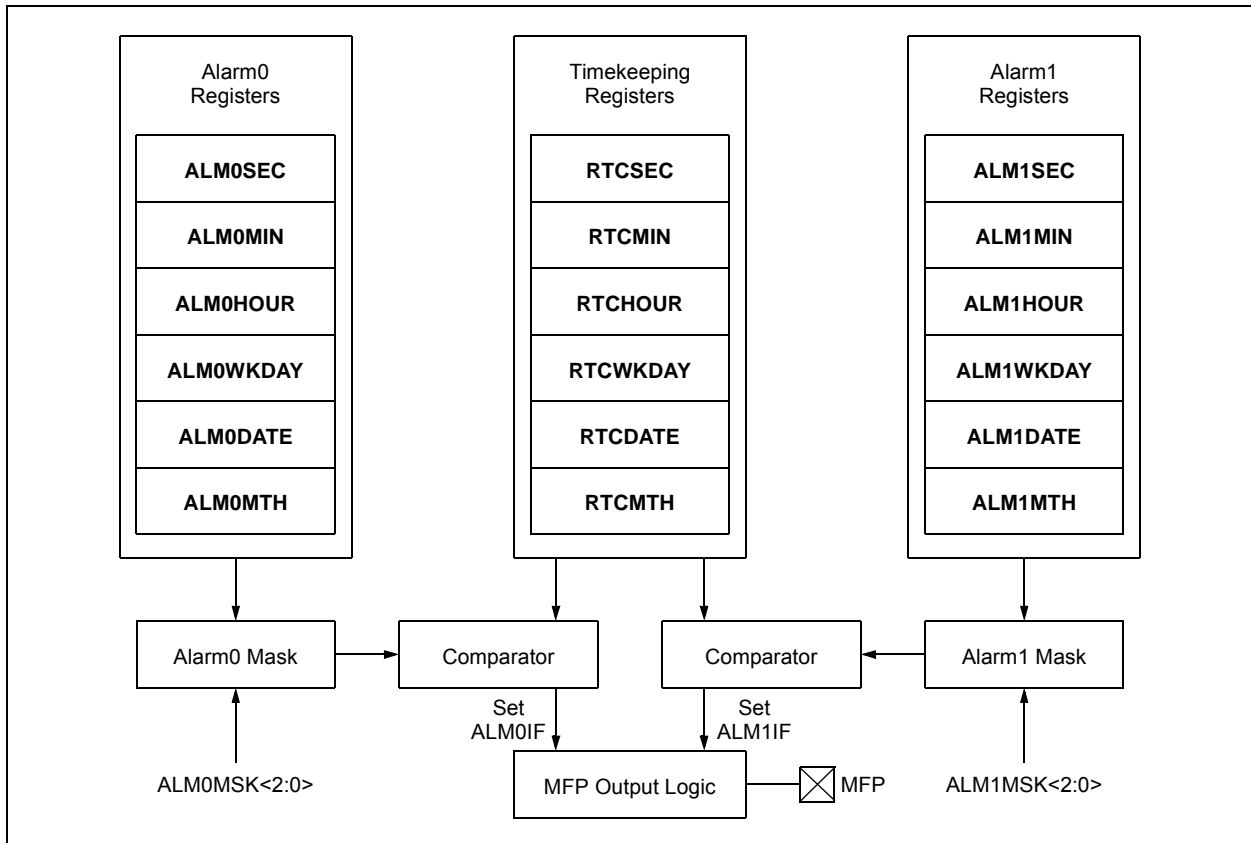 Alarm0
Registers
ALM0SEC
ALM0MIN
ALM0HOUR
ALM0WKDAY
ALM0DATE
ALM0MTH
Timekeeping
Registers
RTCSEC
RTCMIN
RTCHOUR
RTCWKDAY
RTCDATE
RTCMTH
Alarm1
Registers
ALM1SEC
ALM1MIN
ALM1HOUR
ALM1WKDAY
ALM1DATE
ALM1MTH
Alarm0 Mask
Comparator
Comparator
Alarm1 Mask
Set
ALM0IF
Set
ALM1IF
ALM0MSK<2:0>
MFP Output Logic
MFP
ALM1MSK<2:0>